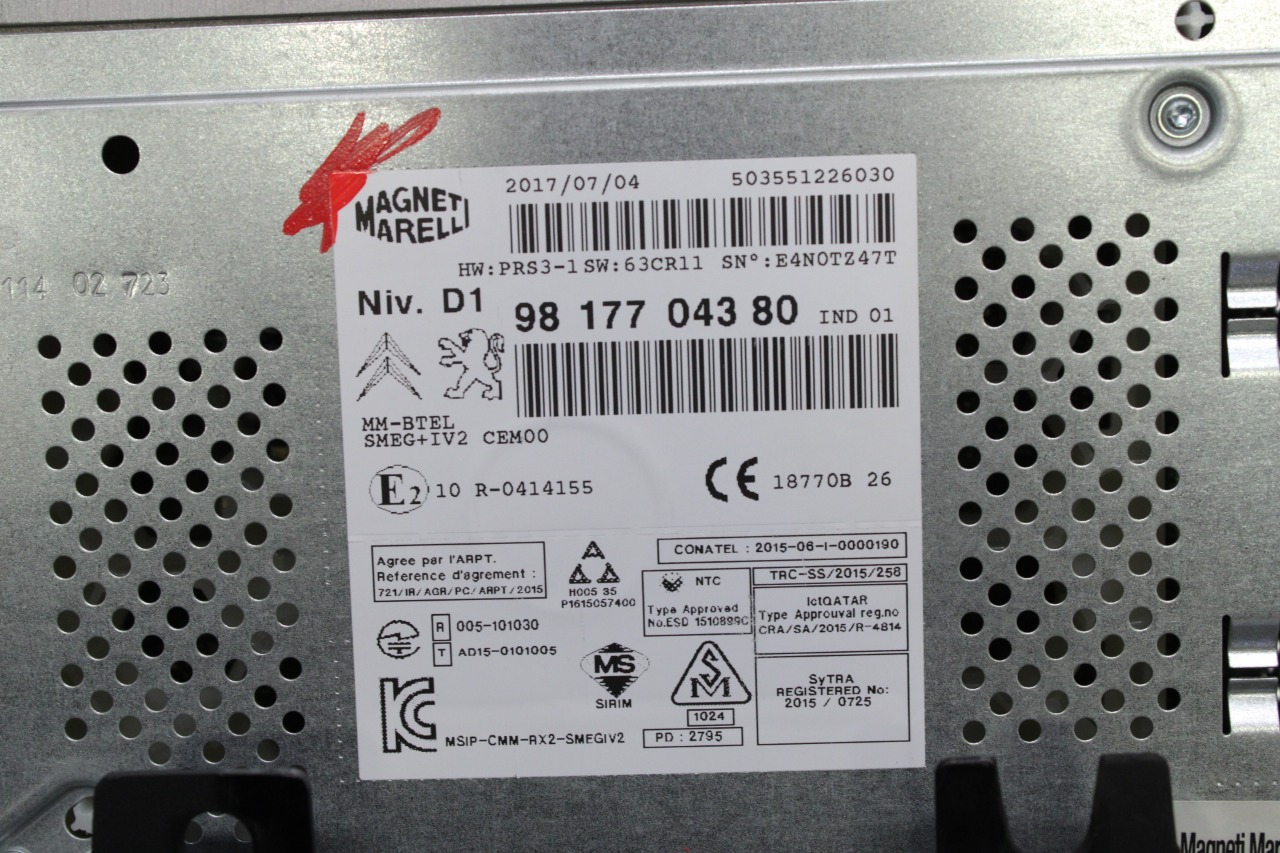 MAGNETI
MARELLI
2017/07/04
503551226030
HW:PRS3-1 SW:63CR11 SN°:E4N0TZ47T
Niv. D1
98 177 043 80 IND 01
MM-BTEL
SMEG+IV2 CEM00
E2 10 R-0414155
CE 18770B 26
Agree par l'ARPT.
Reference d'agrement :
721/IR/AGR/PC/ARPT/2015
H005 35
P1615057400
CONATEL : 2015-06-I-0000190
NTC
Type Approved
No.ESD 1510899C
TRC-SS/2015/258
IctQATAR
Type Approuval reg.no
CRA/SA/2015/R-4814
R 005-101030
T AD15-0101005
MS
SIRIM
SM
1024
PD : 2795
SyTRA
REGISTERED No:
2015 / 0725
KC
MSIP-CMM-RX2-SMEGIV2
114 02 723
Magneti Mar